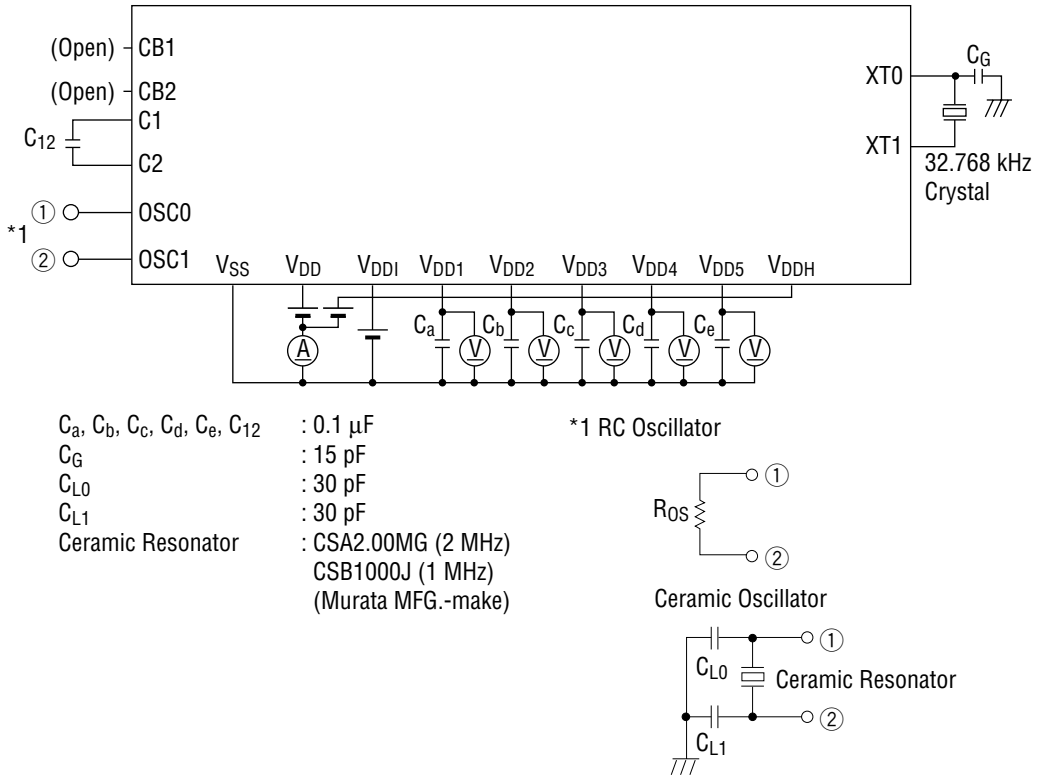 (Open) CB1
(Open) CB2
C1
C12
C2
*1
① OSC0
② OSC1
VSS VDD VDDI VDD1 VDD2 VDD3 VDD4 VDD5 VDDH
XT0
CG
XT1
32.768 kHz
Crystal
A
Ca V Cb V Cc V Cd V Ce V
Ca, Cb, Cc, Cd, Ce, C12 : 0.1 μF
CG : 15 pF
CL0 : 30 pF
CL1 : 30 pF
Ceramic Resonator : CSA2.00MG (2 MHz)
CSB1000J (1 MHz)
(Murata MFG.-make)
*1 RC Oscillator
①
ROS
②
Ceramic Oscillator
①
CL0
Ceramic Resonator
②
CL1